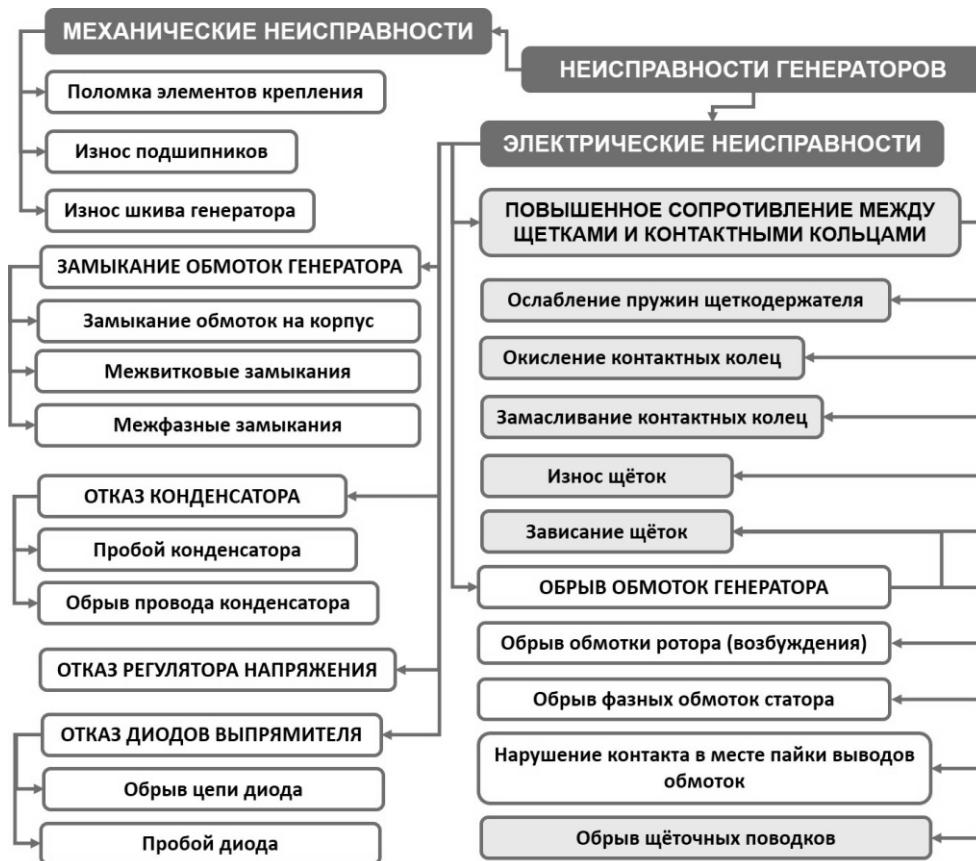 МЕХАНИЧЕСКИЕ НЕИСПРАВНОСТИ
НЕИСПРАВНОСТИ ГЕНЕРАТОРОВ
Поломка элементов крепления
Износ подшипников
Износ шкива генератора
ЭЛЕКТРИЧЕСКИЕ НЕИСПРАВНОСТИ
ЗАМЫКАНИЕ ОБМОТОК ГЕНЕРАТОРА
Замыкание обмоток на корпус
Межвитковые замыкания
Межфазные замыкания
ОТКАЗ КОНДЕНСАТОРА
Пробой конденсатора
Обрыв провода конденсатора
ОТКАЗ РЕГУЛЯТОРА НАПРЯЖЕНИЯ
ОТКАЗ ДИОДОВ ВЫПРЯМИТЕЛЯ
Обрыв цепи диода
Пробой диода
ПОВЫШЕННОЕ СОПРОТИВЛЕНИЕ МЕЖДУ
ЩЕТКАМИ И КОНТАКТНЫМИ КОЛЬЦАМИ
Ослабление пружин щеткодержателя
Окисление контактных колец
Замасливание контактных колец
Износ щёток
Зависание щёток
ОБРЫВ ОБМОТОК ГЕНЕРАТОРА
Обрыв обмотки ротора (возбуждения)
Обрыв фазных обмоток статора
Нарушение контакта в месте пайки выводов
обмоток
Обрыв щёточных поводков